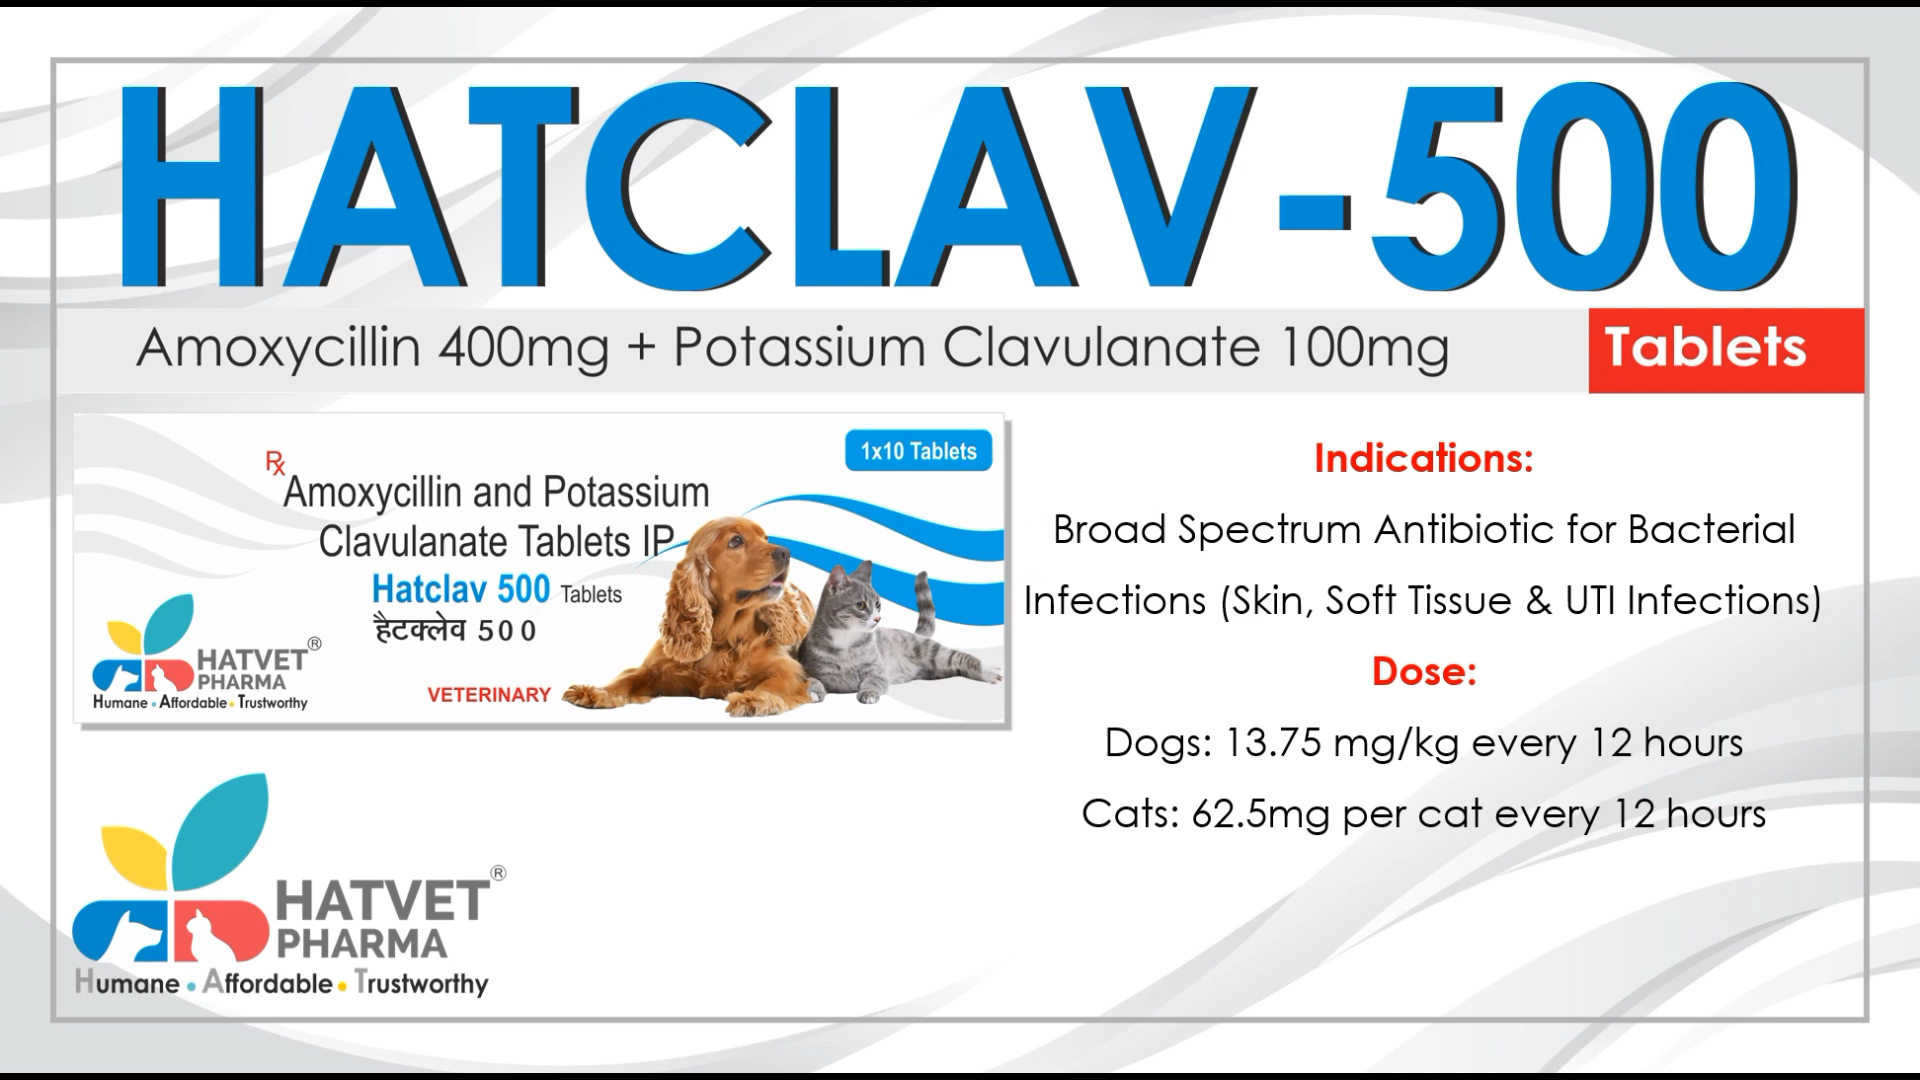 HATCLAV-500
Amoxycillin 400mg + Potassium Clavulanate 100mg
Tablets
1x10 Tablets
Rx
Amoxycillin and Potassium
Clavulanate Tablets IP
Hatclav 500 Tablets
हैटक्लेव 500
HATVET®
PHARMA
Humane • Affordable • Trustworthy
VETERINARY
Indications:
Broad Spectrum Antibiotic for Bacterial
Infections (Skin, Soft Tissue & UTI Infections)
Dose:
Dogs: 13.75 mg/kg every 12 hours
Cats: 62.5mg per cat every 12 hours
HATVET®
PHARMA
Humane • Affordable • Trustworthy